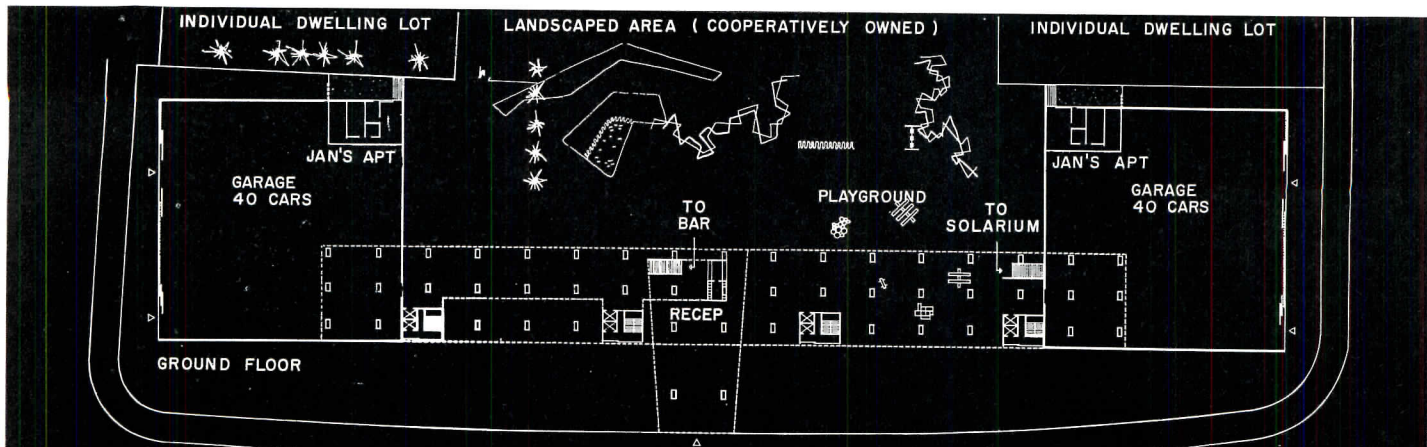 INDIVIDUAL DWELLING LOT
LANDSCAPED AREA ( COOPERATIVELY OWNED )
INDIVIDUAL DWELLING LOT
JAN'S APT
JAN'S APT
GARAGE
40 CARS
GARAGE
40 CARS
PLAYGROUND
TO
BAR
TO
SOLARIUM
RECEP
GROUND FLOOR